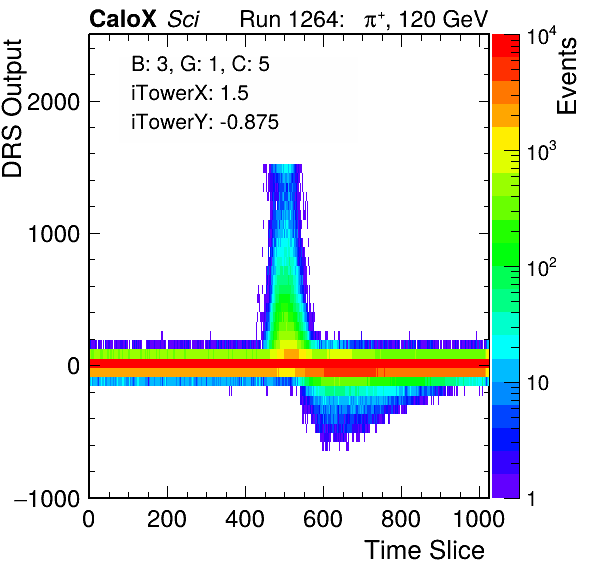 CaloX Sci Run 1264: π⁺, 120 GeV
B: 3, G: 1, C: 5
iTowerX: 1.5
iTowerY: -0.875
DRS Output
2000
1000
0
−1000
0 200 400 600 800 1000
Time Slice
Events
10⁴
10³
10²
10
1